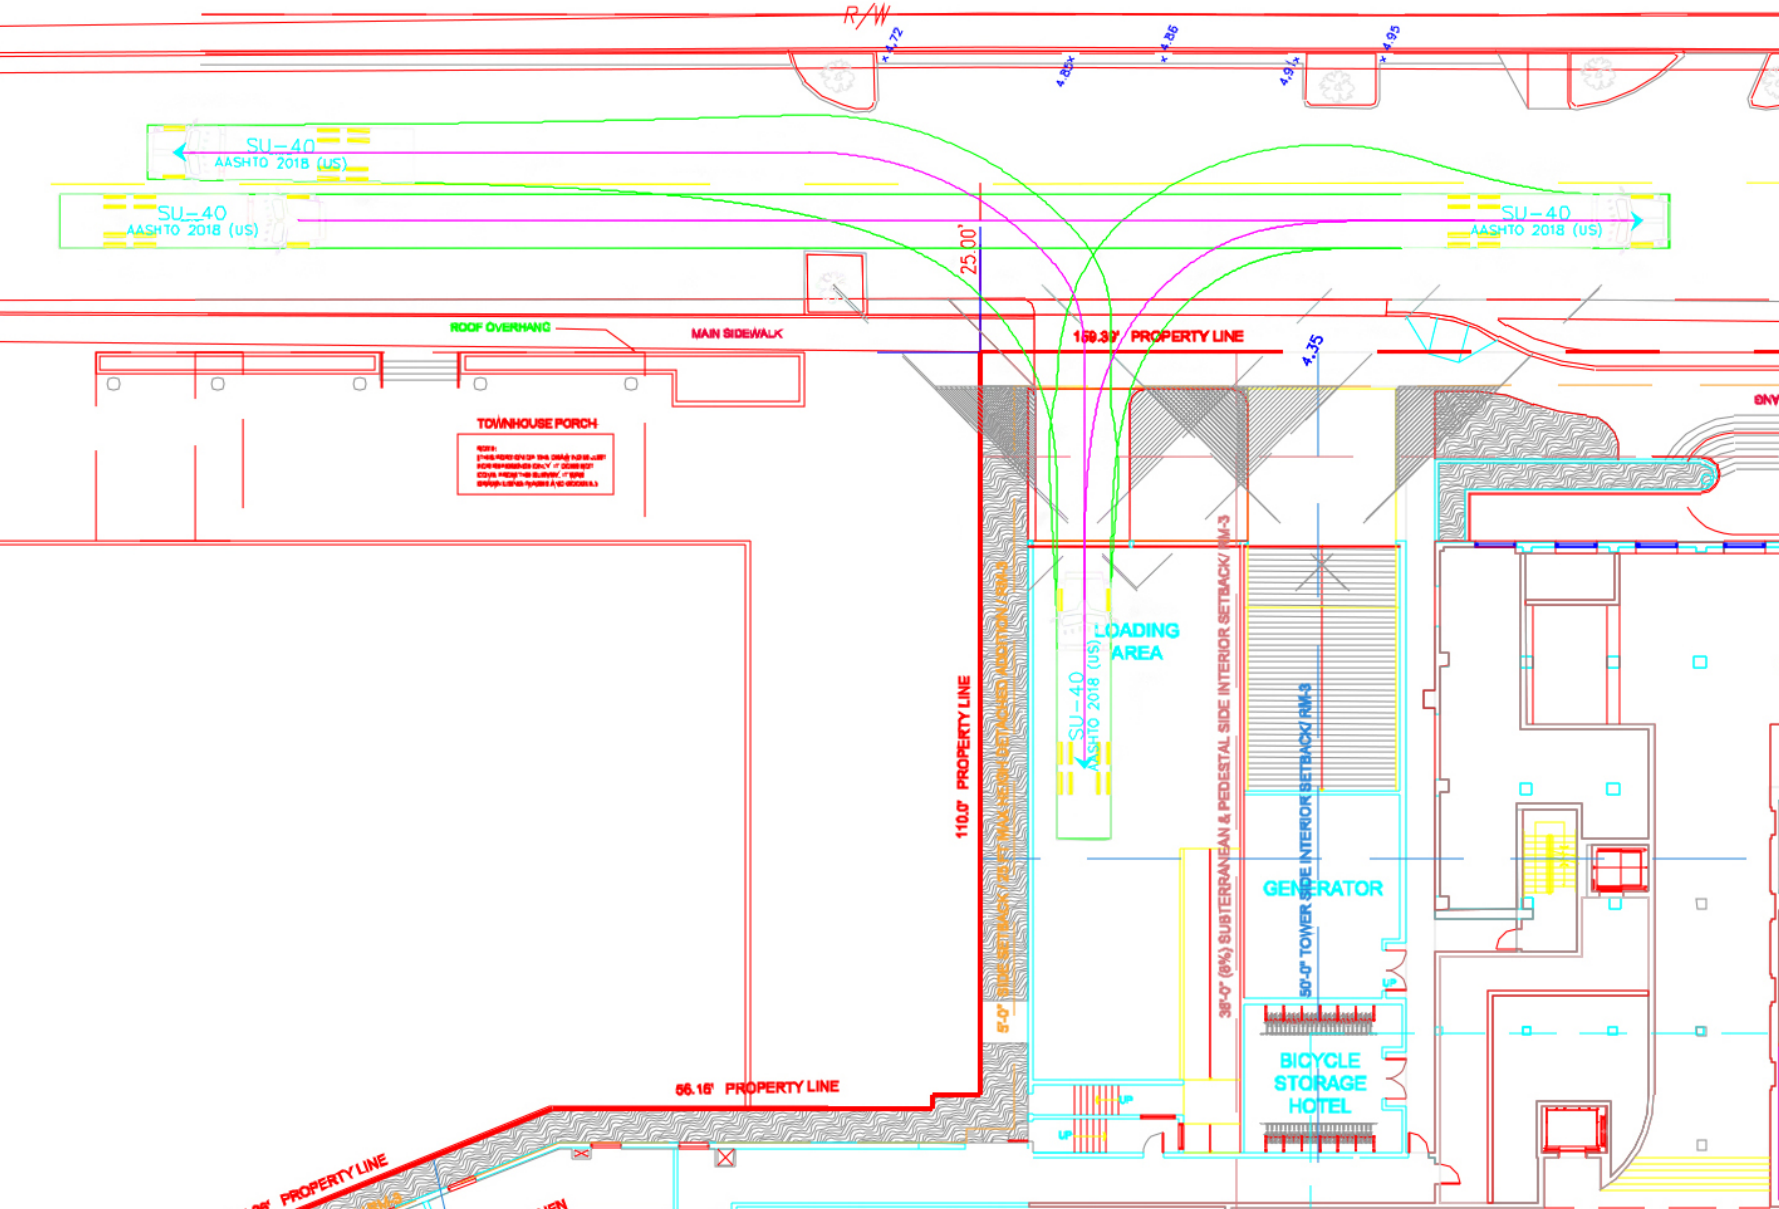 R/W
4.72
4.85
4.86
4.91
4.95
SU-40
AASHTO 2018 (US)
SU-40
AASHTO 2018 (US)
SU-40
AASHTO 2018 (US)
25.00'
ROOF OVERHANG
MAIN SIDEWALK
159.39' PROPERTY LINE
4.35
TOWNHOUSE PORCH
LOADING
AREA
SU-40
AASHTO 2018 (US)
110.0' PROPERTY LINE
5'-0" SIDE SETBACK
38'-0" (8%) SUBTERRANEAN & PEDESTAL SIDE INTERIOR SETBACK/ RM-3
50'-0" TOWER SIDE INTERIOR SETBACK/ RM-3
GENERATOR
UP
BICYCLE
STORAGE
HOTEL
UP
UP
56.16' PROPERTY LINE
PROPERTY LINE